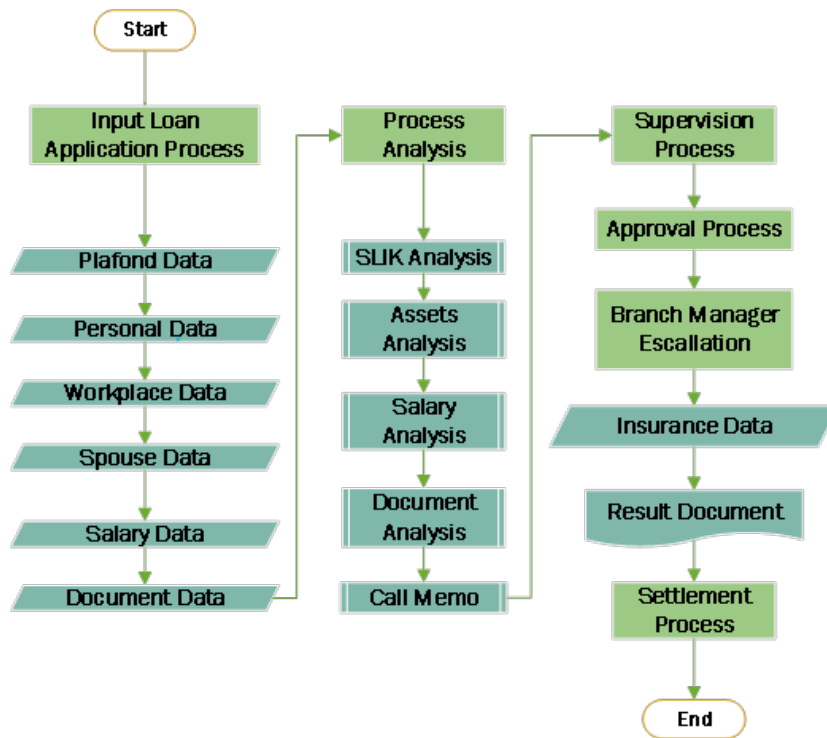 Start
Input Loan
Application Process
Plafond Data
Personal Data
Workplace Data
Spouse Data
Salary Data
Document Data
Process
Analysis
SLIK Analysis
Assets
Analysis
Salary
Analysis
Document
Analysis
Call Memo
Supervision
Process
Approval Process
Branch Manager
Escallation
Insurance Data
Result Document
Settlement
Process
End